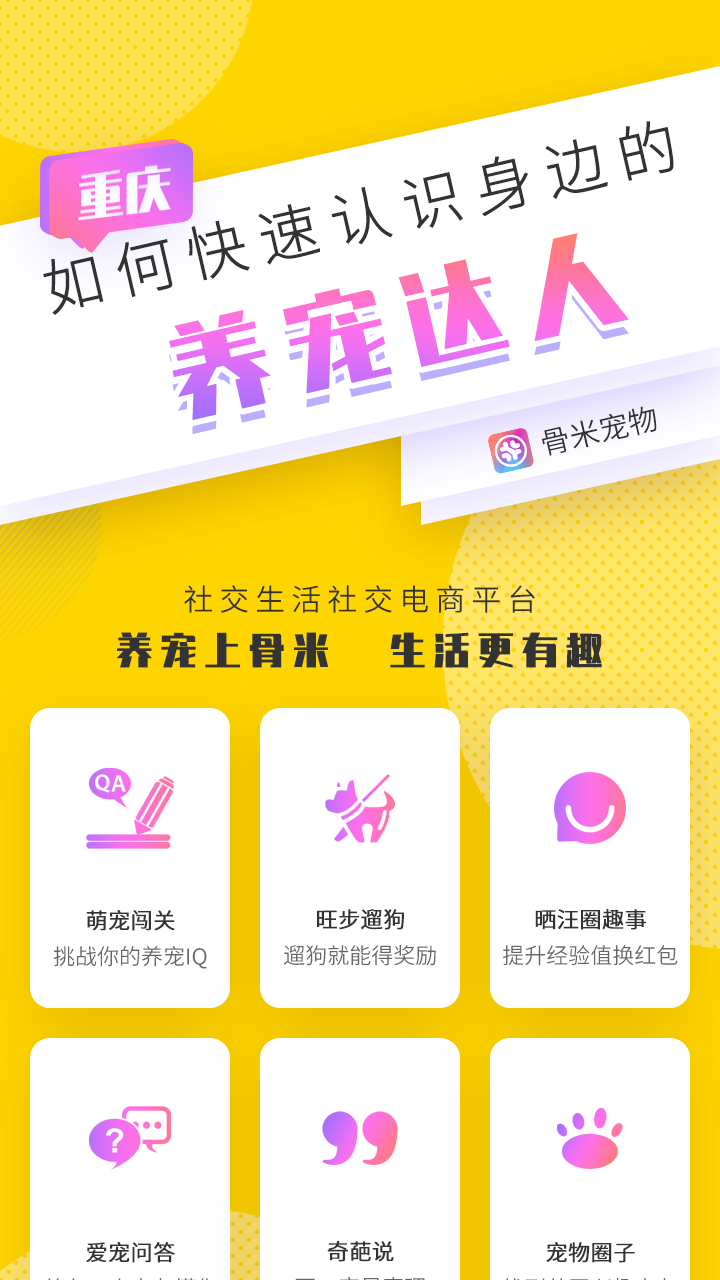 重庆
如何快速认识身边的
养宠达人
骨米宠物
社交生活社交电商平台
养宠上骨米 生活更有趣
QA
萌宠闯关
挑战你的养宠IQ
旺步遛狗
遛狗就能得奖励
晒汪圈趣事
提升经验值换红包
?
爱宠问答
奇葩说
宠物圈子